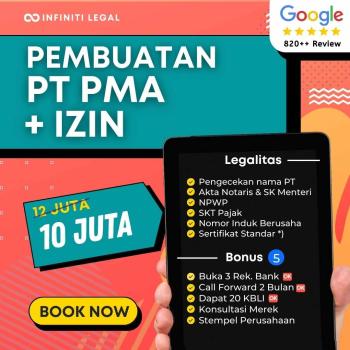 INFINITI LEGAL
Google
820++ Review
PEMBUATAN
PT PMA
+ IZIN
12 JUTA
10 JUTA
BOOK NOW
Legalitas
Pengecekan nama PT
Akta Notaris & SK Menteri
NPWP
SKT Pajak
Nomor Induk Berusaha
Sertifikat Standar *)
Bonus 5
Buka 3 Rek. Bank OK
Call Forward 2 Bulan OK
Dapat 20 KBLI OK
Konsultasi Merek
Stempel Perusahaan